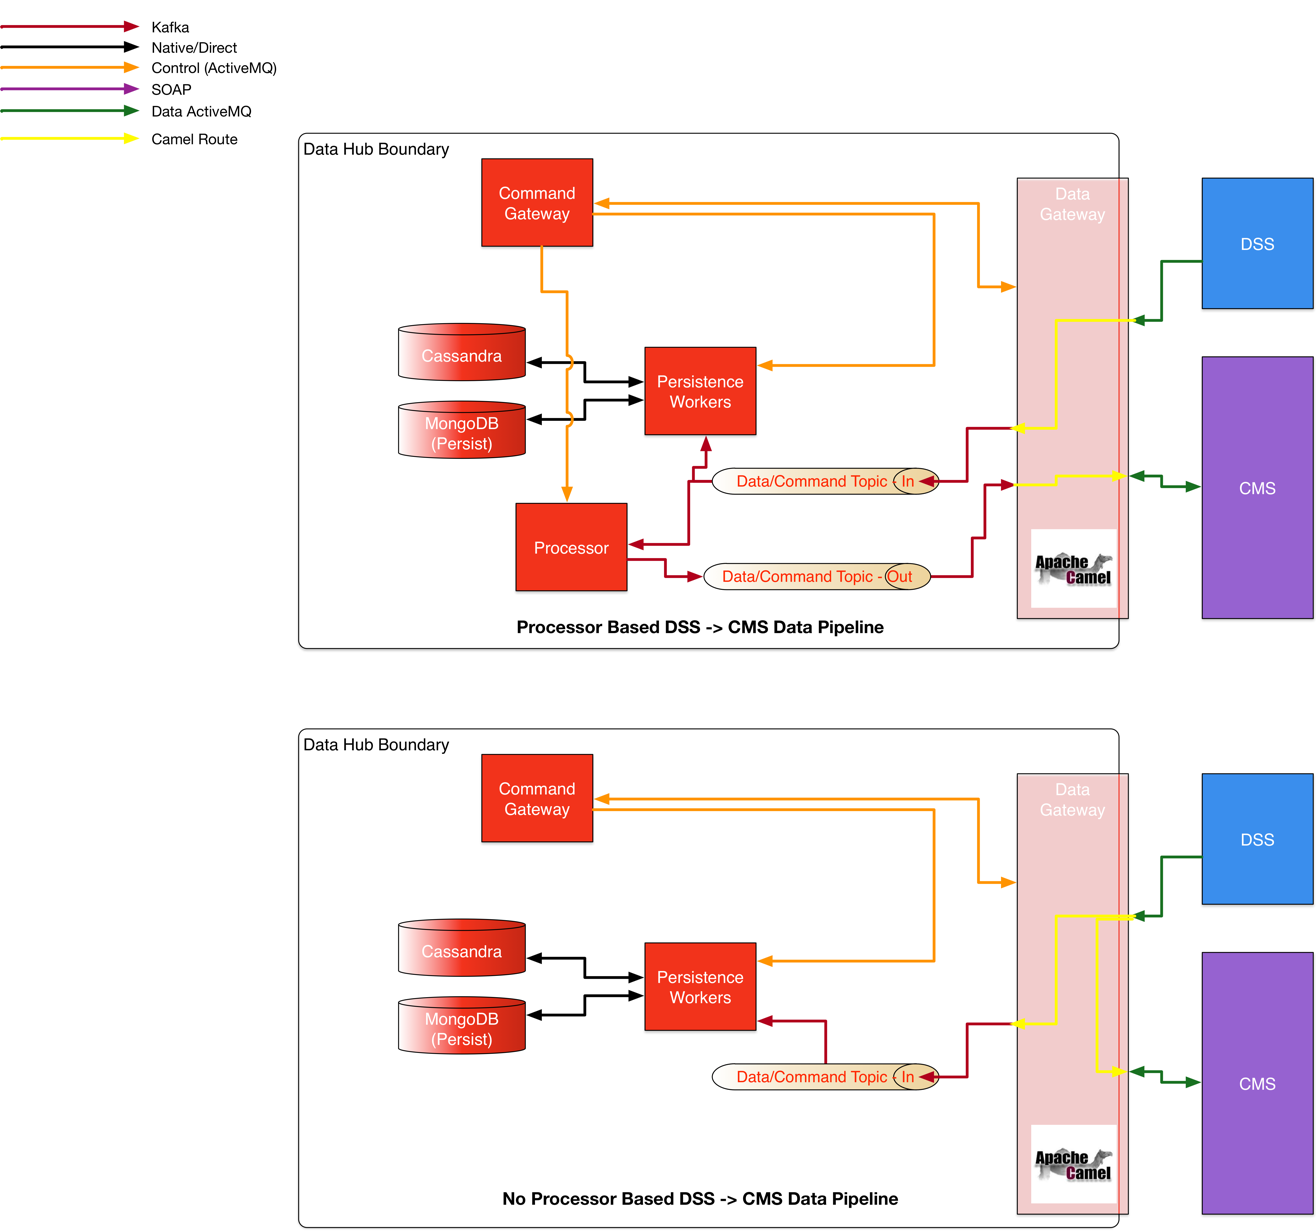 Kafka
Native/Direct
Control (ActiveMQ)
SOAP
Data ActiveMQ
Camel Route
Data Hub Boundary
Command
Gateway
Data
Gateway
DSS
Cassandra
Persistence
Workers
MongoDB
(Persist)
Data/Command Topic - In
CMS
Processor
Data/Command Topic - Out
Apache
Camel
Processor Based DSS -> CMS Data Pipeline
Data Hub Boundary
Command
Gateway
Data
Gateway
DSS
Cassandra
Persistence
Workers
MongoDB
(Persist)
Data/Command Topic - In
CMS
Apache
Camel
No Processor Based DSS -> CMS Data Pipeline